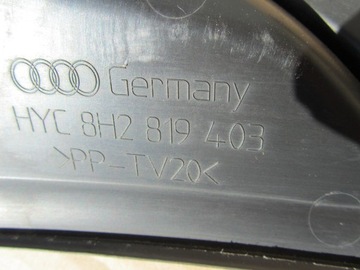 Germany
HYC 8H2 819 403
>PP-TV20<